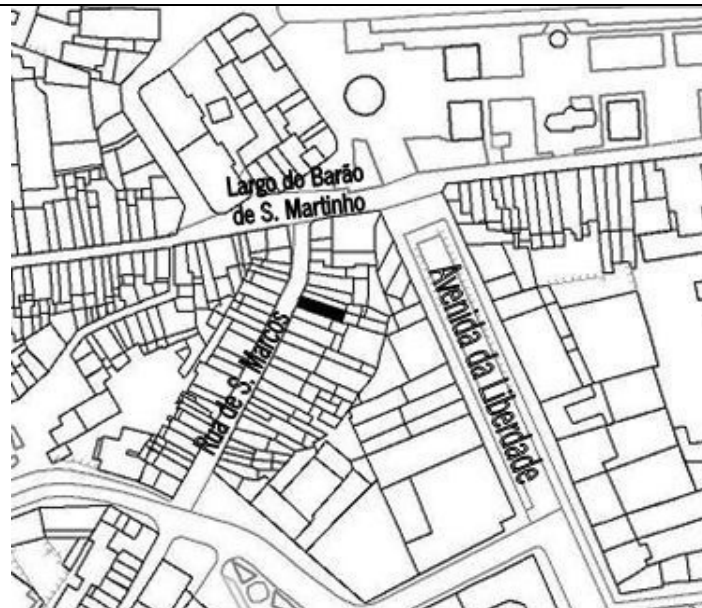 Largo do Barão
de S. Martinho
Avenida da Liberdade
Rua de S. Marcos